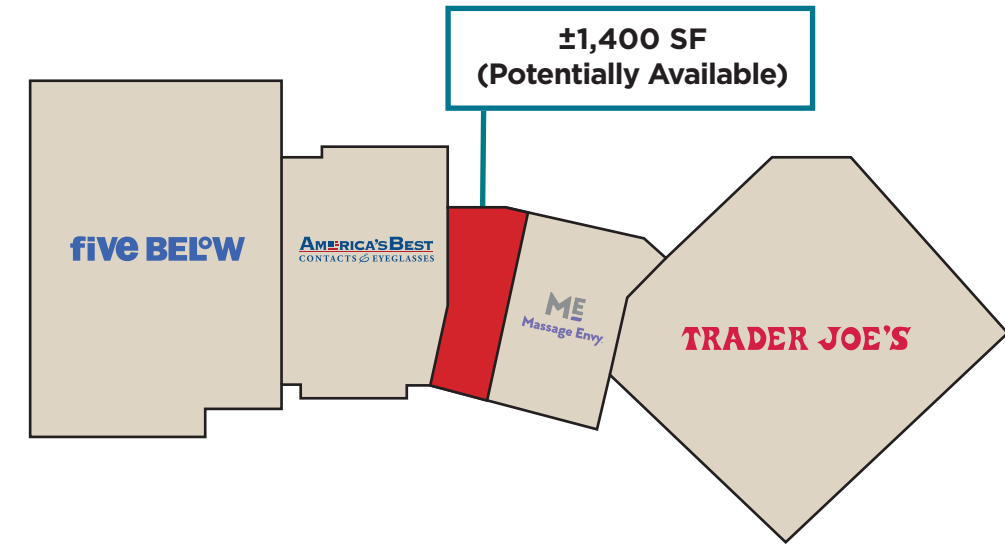 ±1,400 SF
(Potentially Available)
five BELOW
AMERICA'S BEST
CONTACTS & EYEGLASSES
ME
Massage Envy
TRADER JOE'S